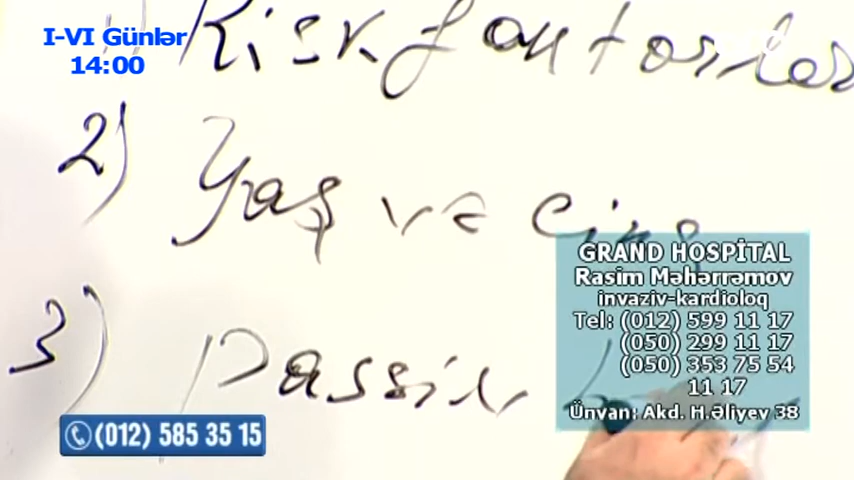 I-VI Günlər
14:00
1) Risk faktorlar
2) Yaş və cins
3) Passiv
GRAND HOSPİTAL
Rasim Məhərrəmov
invaziv-kardioloq
Tel: (012) 599 11 17
(050) 299 11 17
(050) 353 75 54
11 17
Ünvan: Akd. H.Əliyev 38
(012) 585 35 15